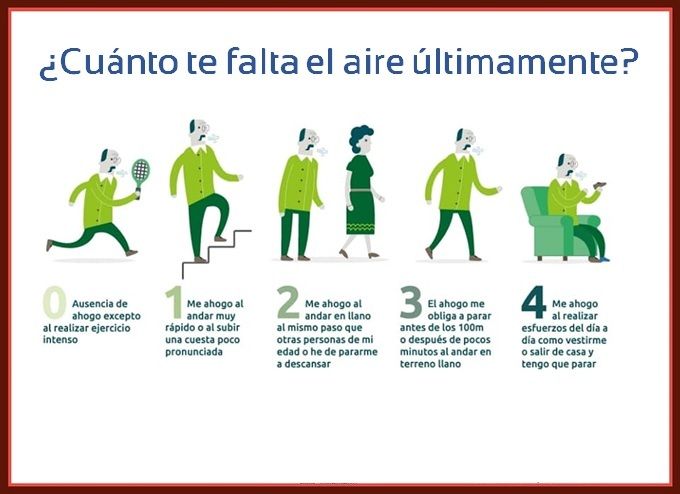 ¿Cuánto te falta el aire últimamente?
0 Ausencia de
ahogo excepto
al realizar ejercicio
intenso
1 Me ahogo al
andar muy
rápido o al subir
una cuesta poco
pronunciada
2 Me ahogo al
andar en llano
al mismo paso que
otras personas de mi
edad o he de pararme
a descansar
3 El ahogo me
obliga a parar
antes de los 100m
o después de pocos
minutos al andar en
terreno llano
4 Me ahogo
al realizar
esfuerzos del día a
día como vestirme
o salir de casa y
tengo que parar